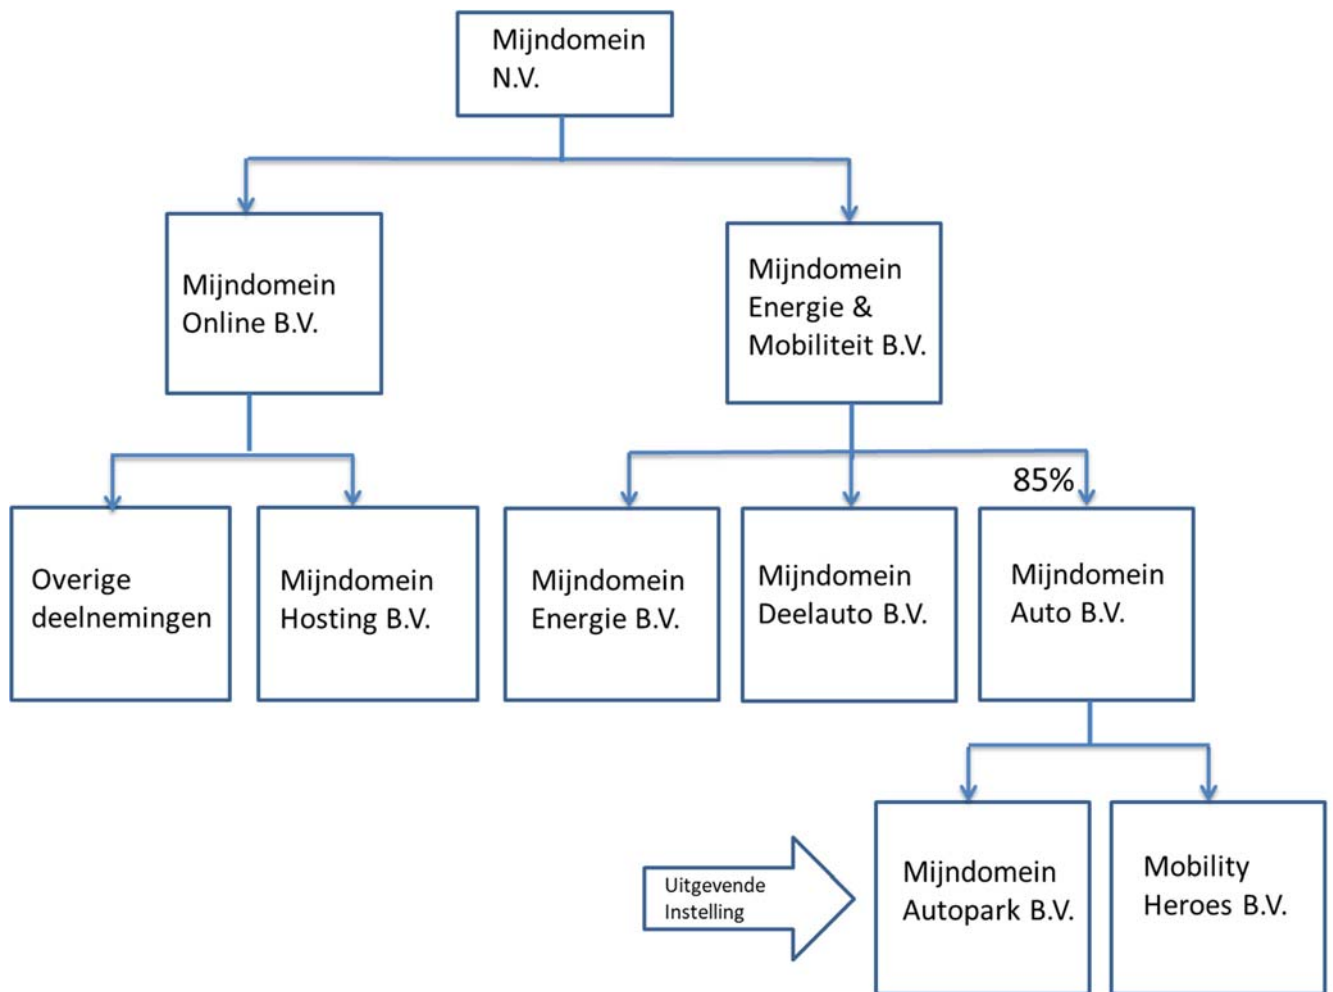 Mijndomein
N.V.
Mijndomein
Online B.V.
Mijndomein
Energie &
Mobiliteit B.V.
85%
Overige
deelnemingen
Mijndomein
Hosting B.V.
Mijndomein
Energie B.V.
Mijndomein
Deelauto B.V.
Mijndomein
Auto B.V.
Uitgevende
Instelling
Mijndomein
Autopark B.V.
Mobility
Heroes B.V.